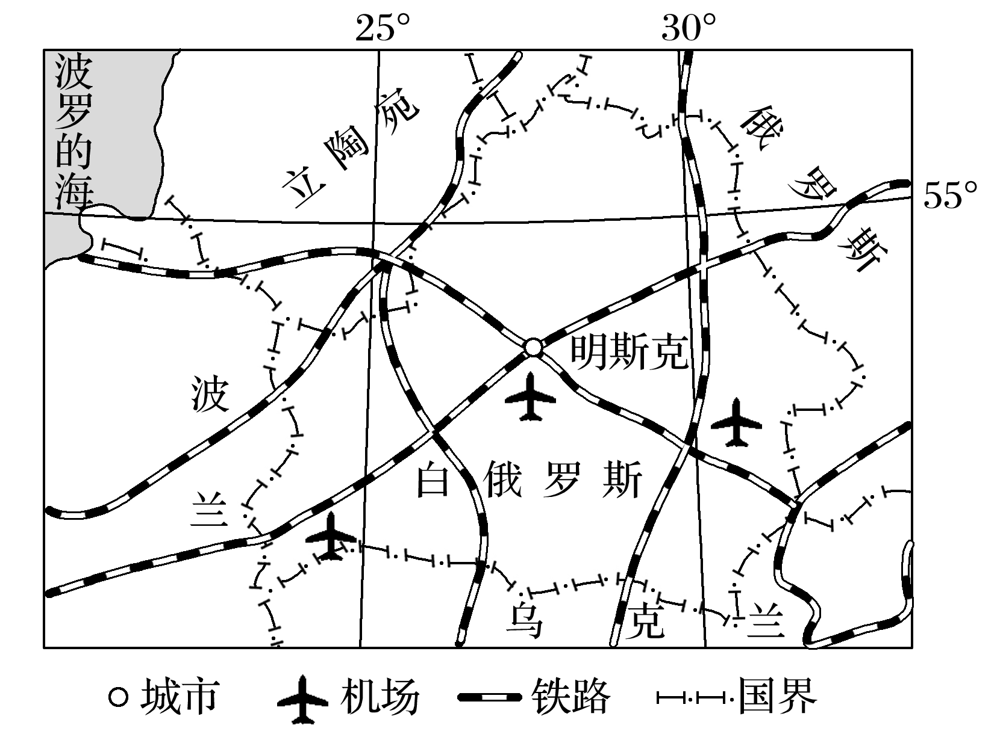 25° 30°
波罗的海
立陶宛
俄罗斯
55°
明斯克
波兰
白俄罗斯
乌克兰
城市 机场 铁路 国界